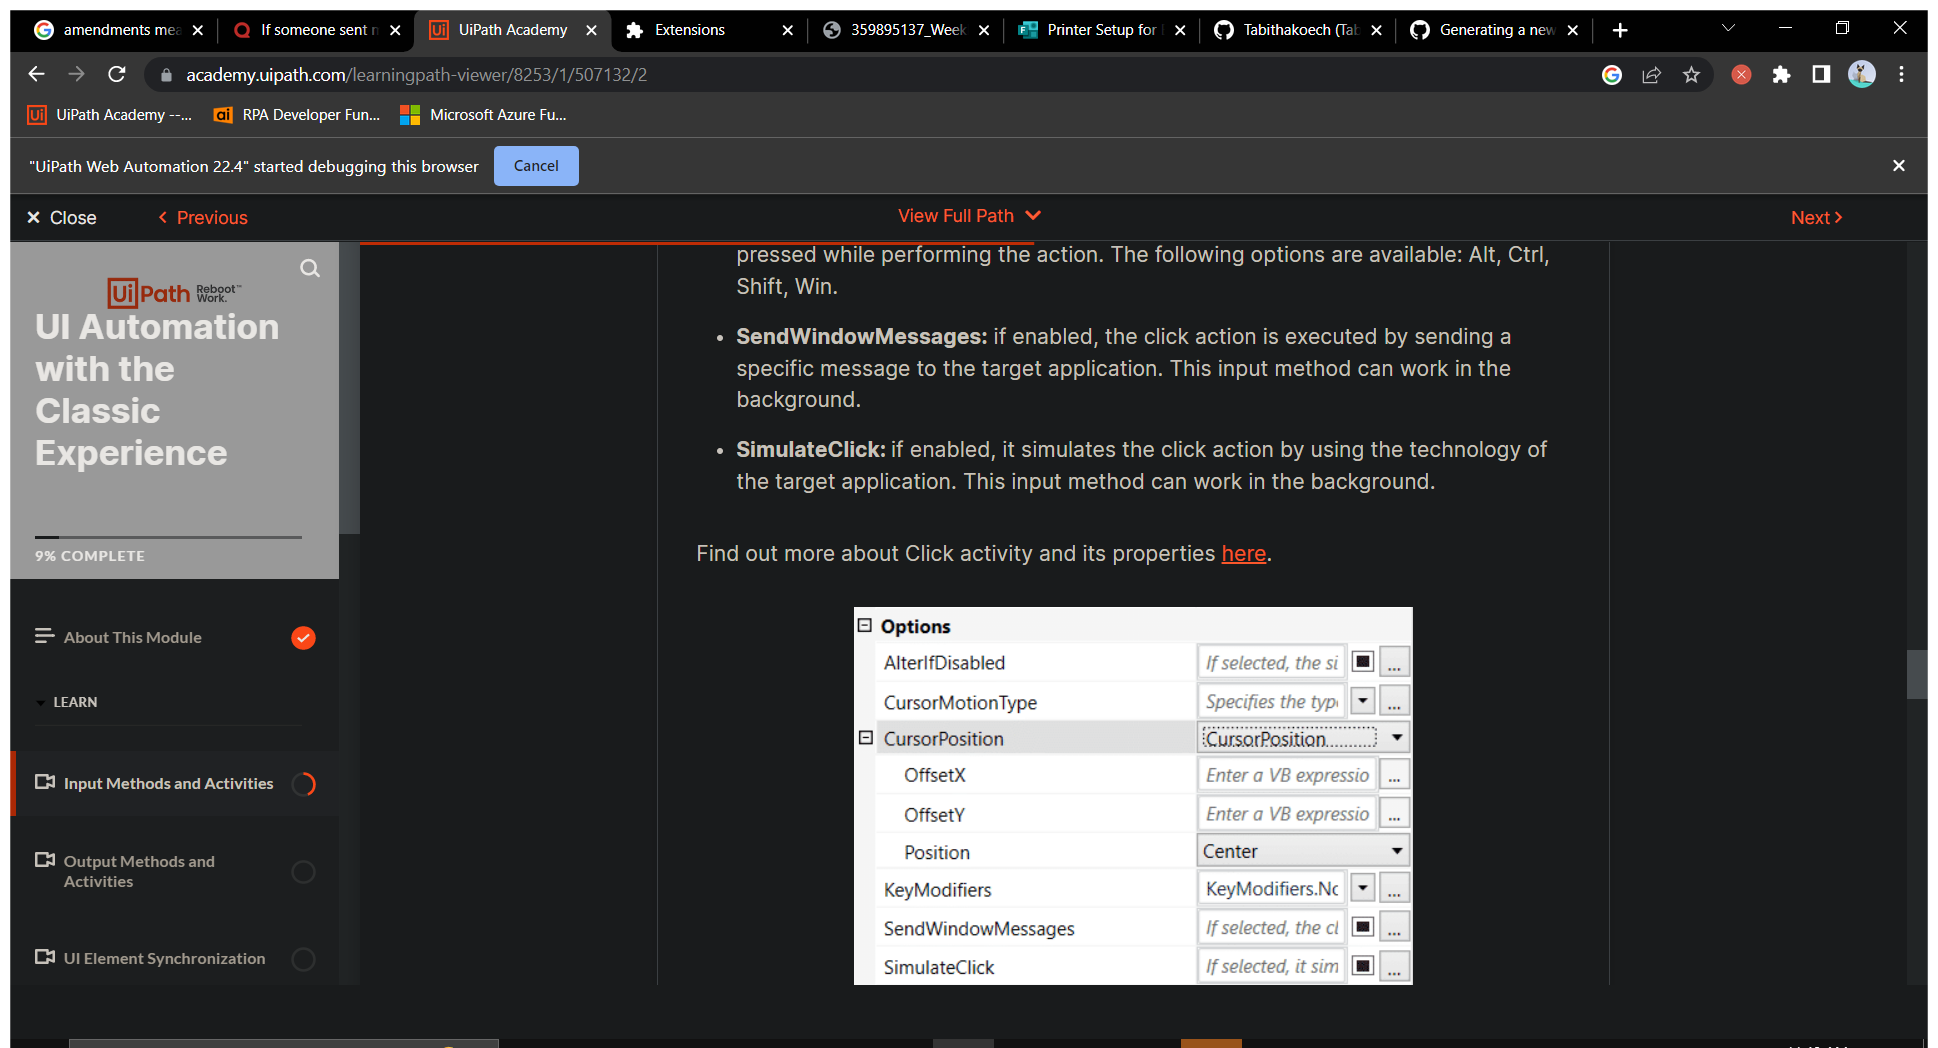 amendments mea
If someone sent m
UiPath Academy
Extensions
359895137_Week
Printer Setup for
Tabithakoech (Tab
Generating a new
academy.uipath.com/learningpath-viewer/8253/1/507132/2
UiPath Academy --...
RPA Developer Fun...
Microsoft Azure Fu...
"UiPath Web Automation 22.4" started debugging this browser
Cancel
Close
Previous
View Full Path
Next
Ui Path Reboot Work.™
UI Automation
with the
Classic
Experience
9% COMPLETE
About This Module
LEARN
Input Methods and Activities
Output Methods and
Activities
UI Element Synchronization
pressed while performing the action. The following options are available: Alt, Ctrl,
Shift, Win.
• SendWindowMessages: if enabled, the click action is executed by sending a
specific message to the target application. This input method can work in the
background.
• SimulateClick: if enabled, it simulates the click action by using the technology of
the target application. This input method can work in the background.
Find out more about Click activity and its properties here.
Options
AlterIfDisabled If selected, the si ...
CursorMotionType Specifies the type ...
CursorPosition CursorPosition
OffsetX Enter a VB expressio ...
OffsetY Enter a VB expressio ...
Position Center
KeyModifiers KeyModifiers.Nc ...
SendWindowMessages If selected, the cl ...
SimulateClick If selected, it sim ...